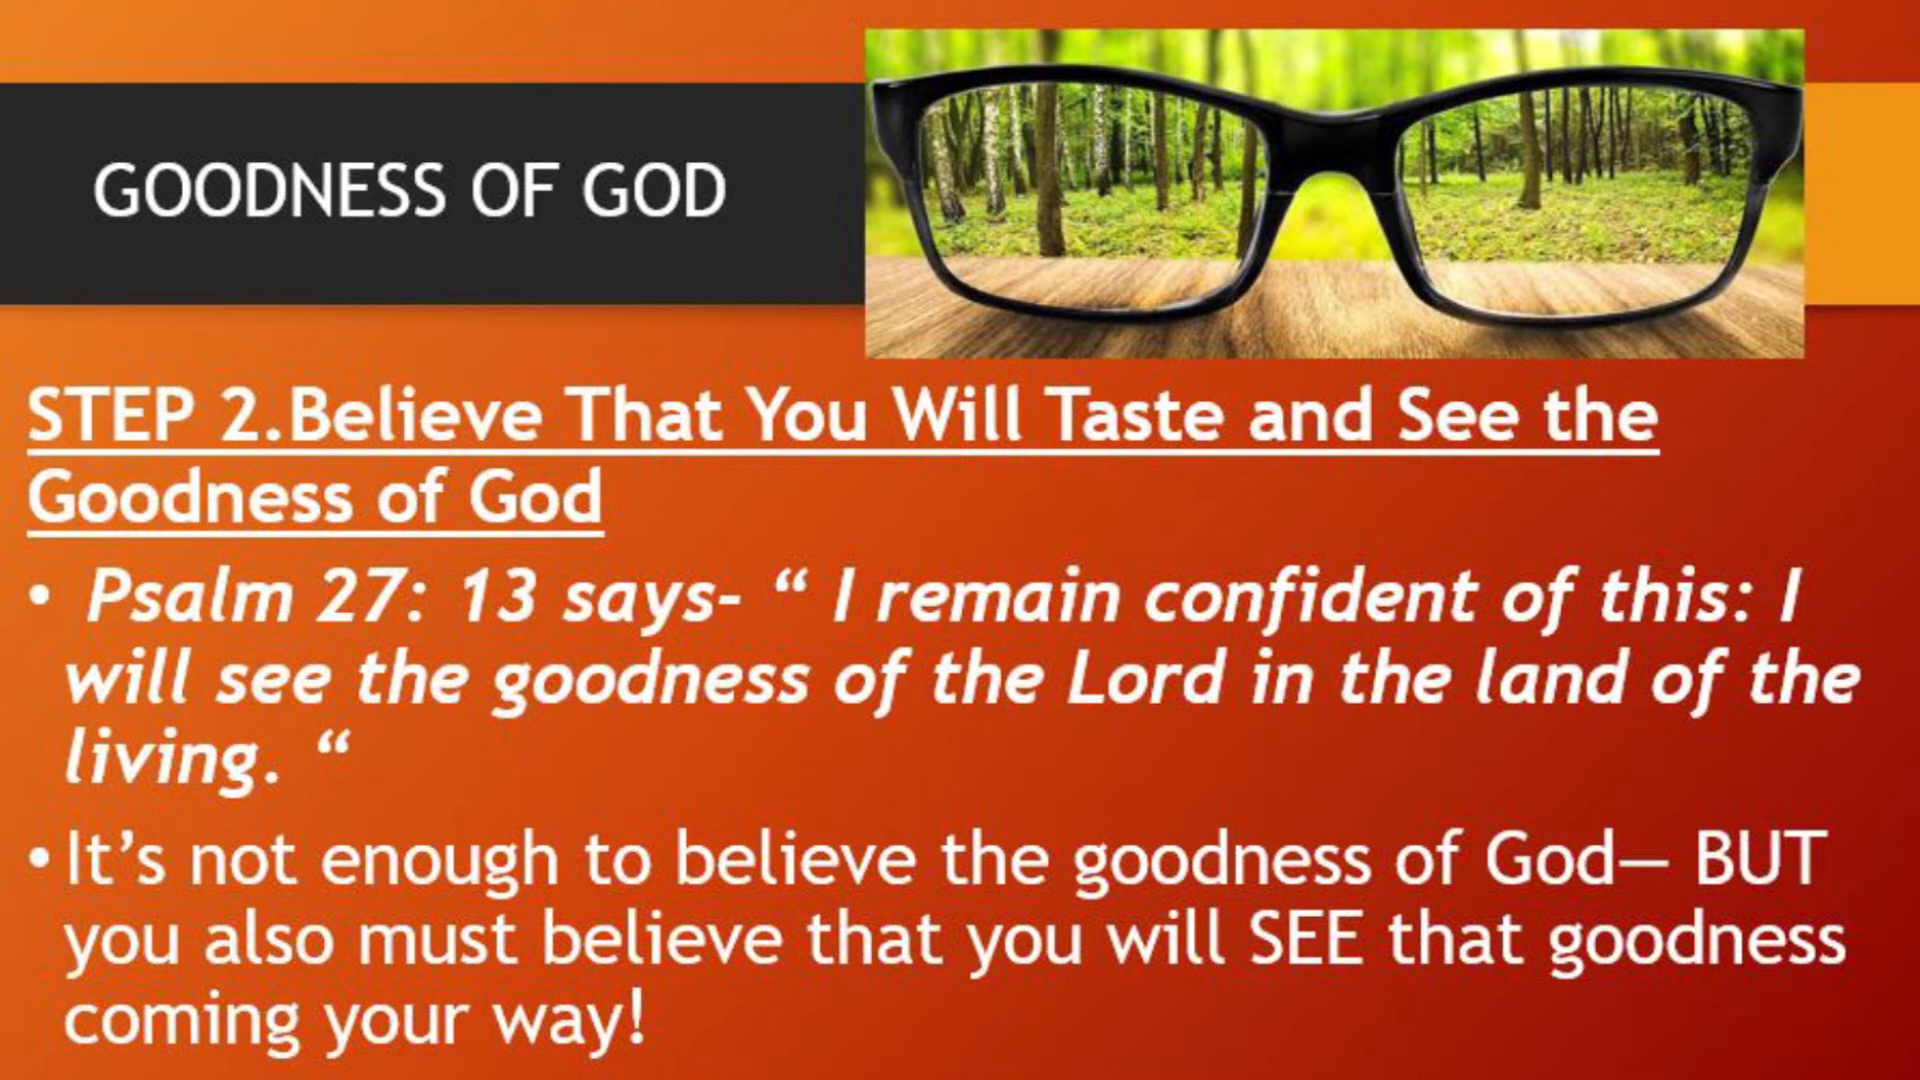 GOODNESS OF GOD
STEP 2.Believe That You Will Taste and See the
Goodness of God
• Psalm 27: 13 says- “ I remain confident of this: I
will see the goodness of the Lord in the land of the
living. “
• It’s not enough to believe the goodness of God— BUT
you also must believe that you will SEE that goodness
coming your way!